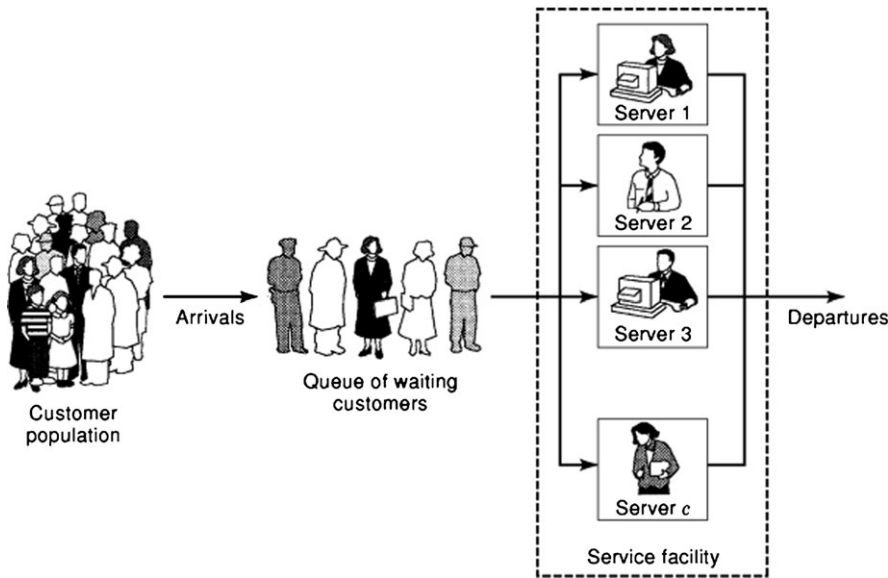 Server 1
Server 2
Server 3
Server c
Arrivals
Departures
Queue of waiting
customers
Customer
population
Service facility